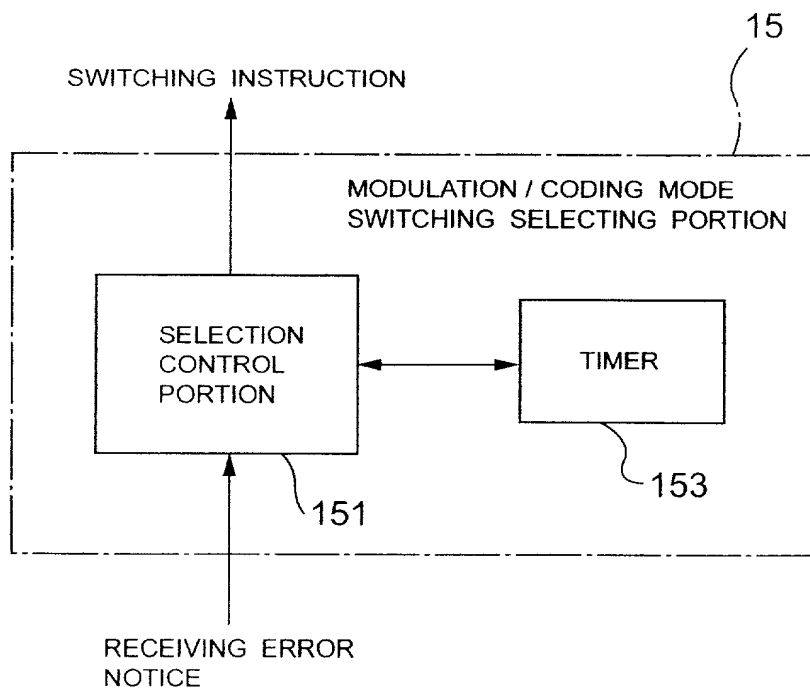 15
SWITCHING INSTRUCTION
MODULATION / CODING MODE
SWITCHING SELECTING PORTION
SELECTION
CONTROL
PORTION
TIMER
151
153
RECEIVING ERROR
NOTICE